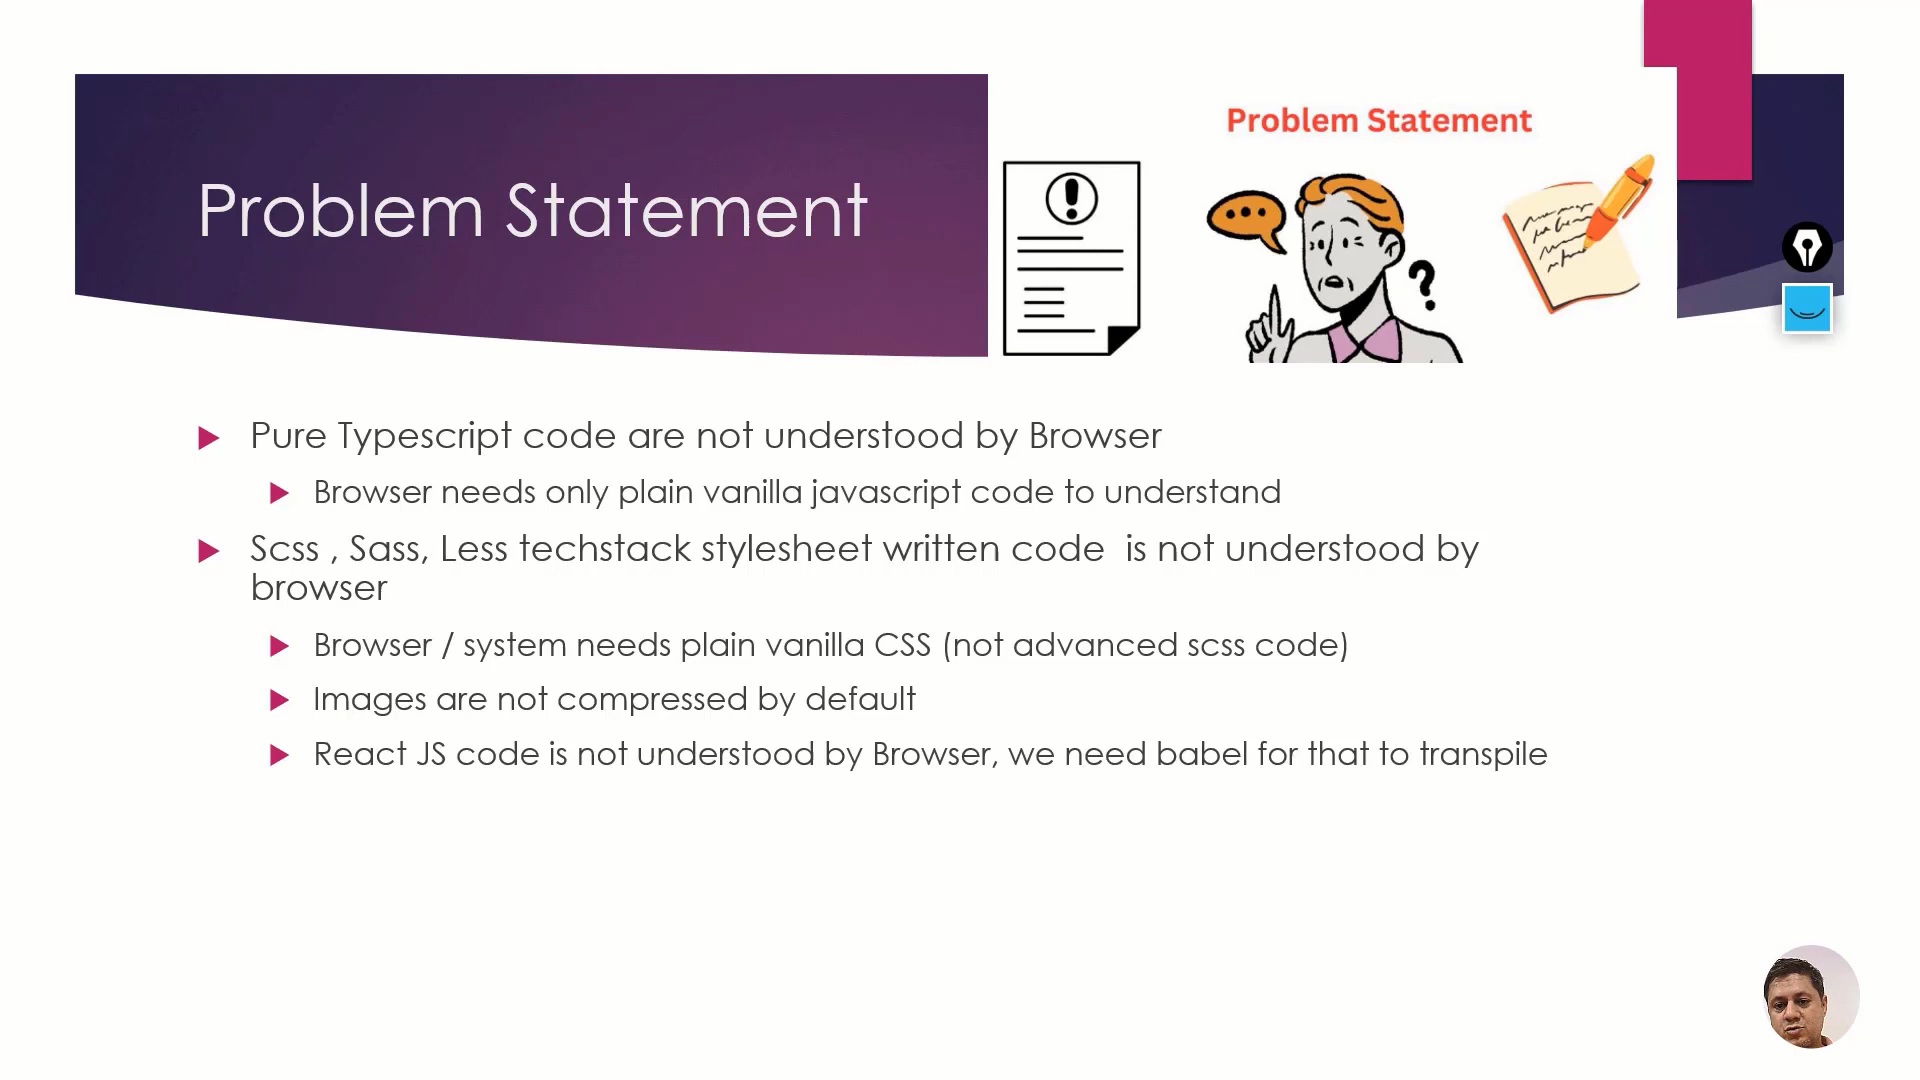 Problem Statement
Problem Statement
Pure Typescript code are not understood by Browser
Browser needs only plain vanilla javascript code to understand
Scss , Sass, Less techstack stylesheet written code is not understood by
browser
Browser / system needs plain vanilla CSS (not advanced scss code)
Images are not compressed by default
React JS code is not understood by Browser, we need babel for that to transpile